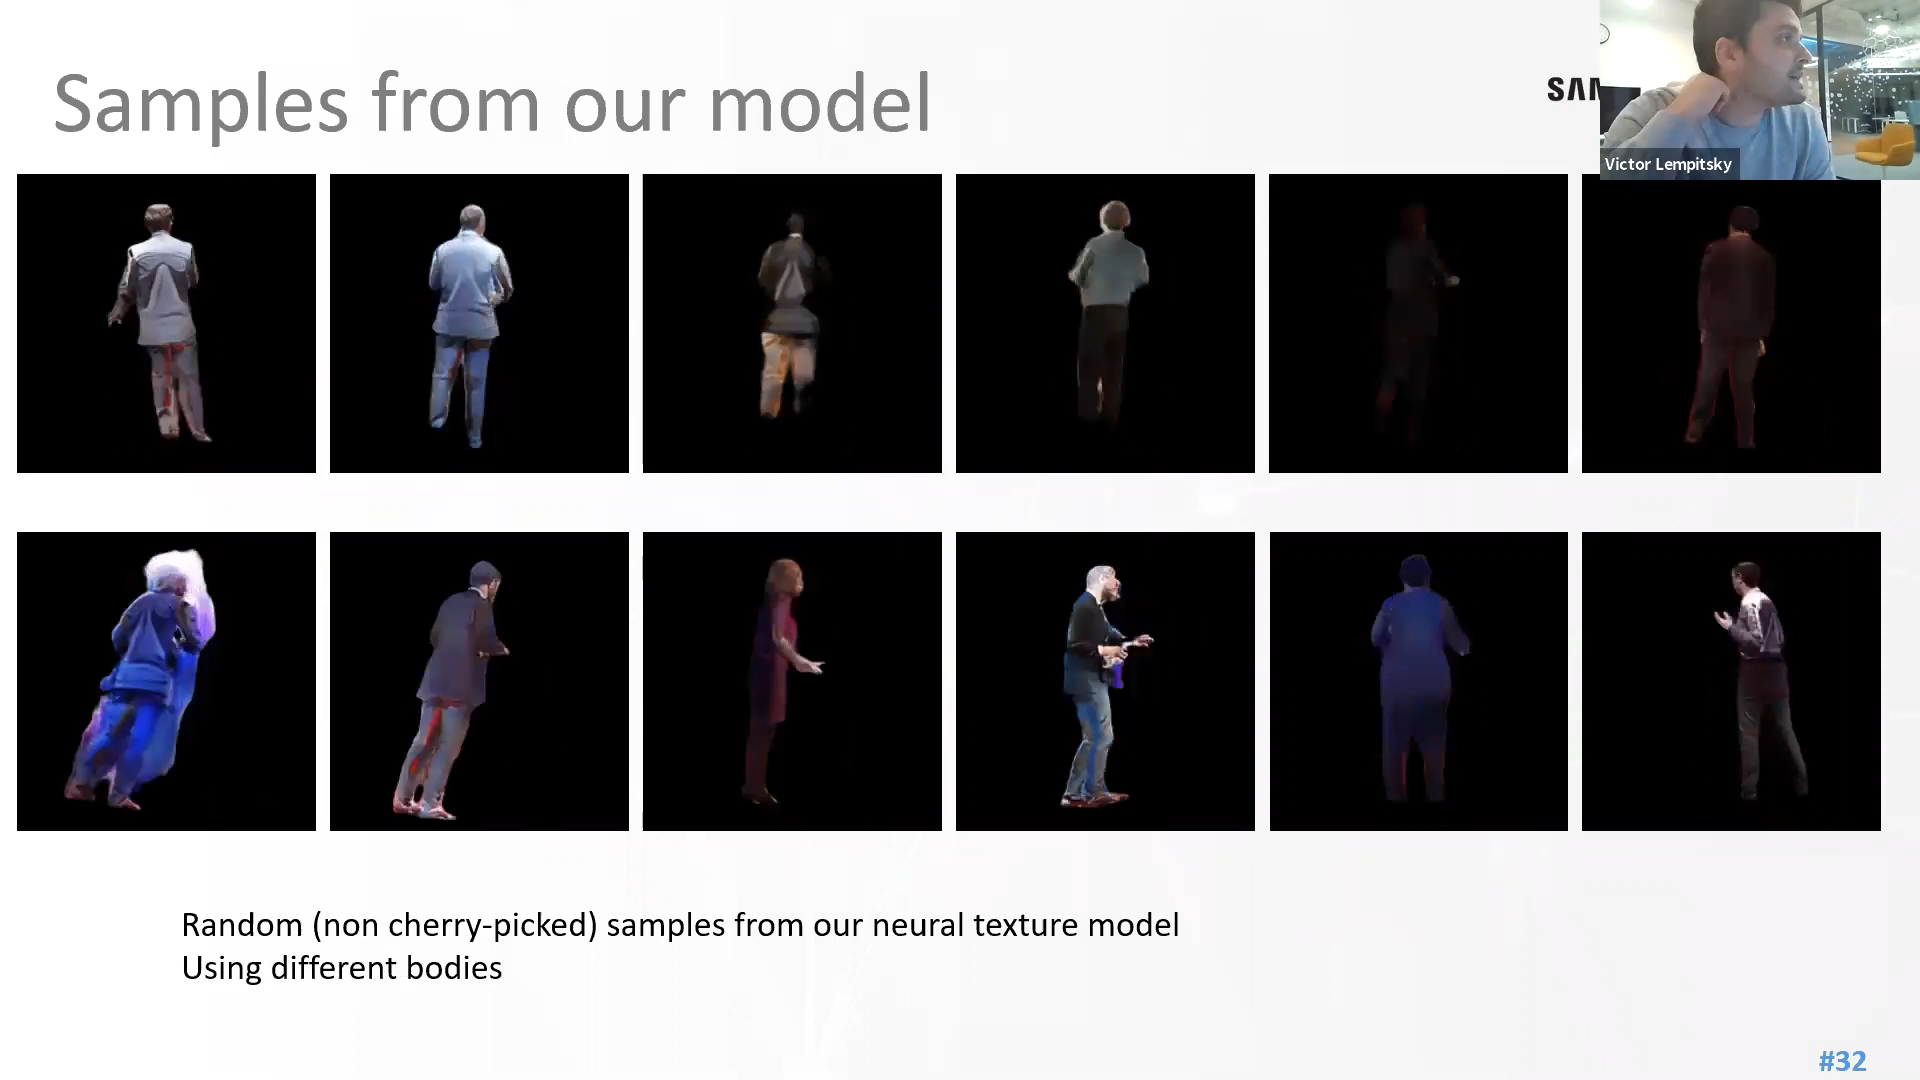 Samples from our model
SAM
Victor Lempitsky
Random (non cherry-picked) samples from our neural texture model
Using different bodies
#32